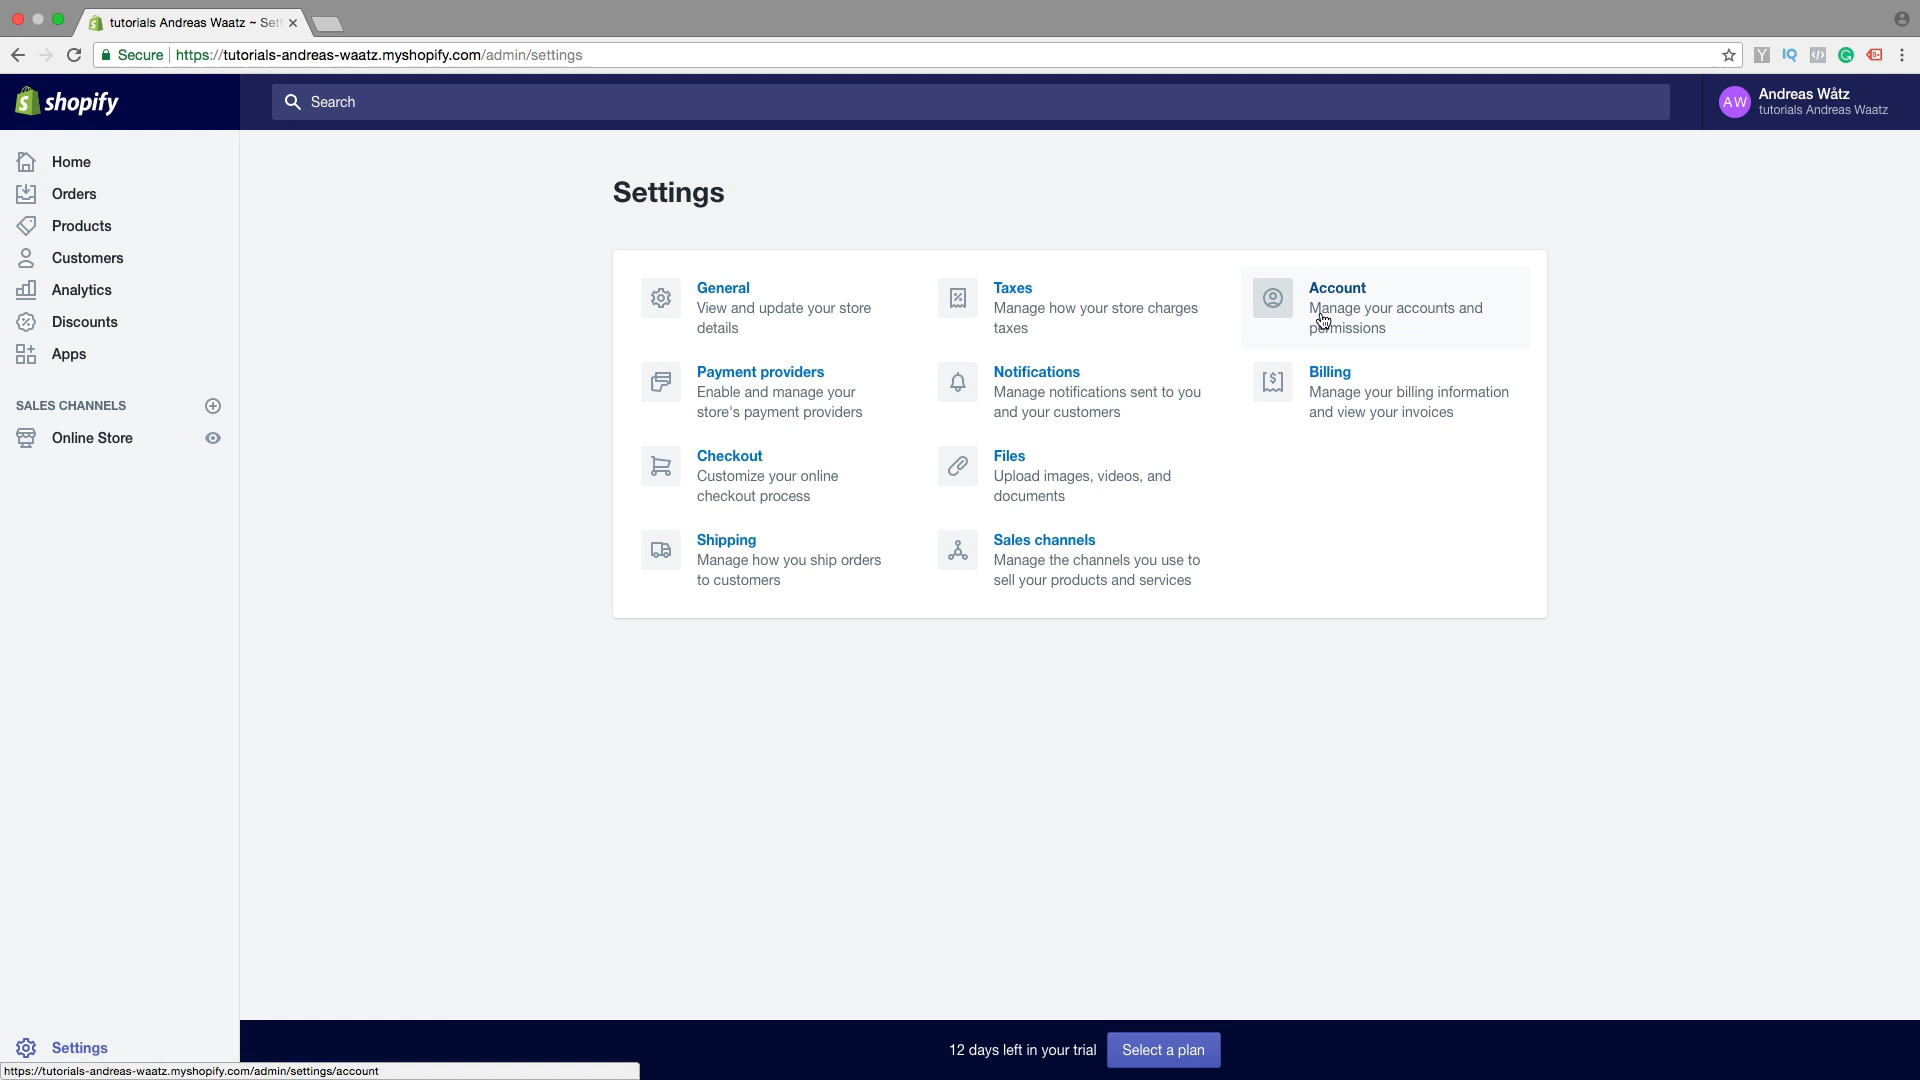 tutorials Andreas Waatz ~ Set
Secure
https://tutorials-andreas-waatz.myshopify.com/admin/settings
shopify
Search
AW
Andreas Wåtz
tutorials Andreas Waatz
Home
Orders
Products
Customers
Analytics
Discounts
Apps
SALES CHANNELS
Online Store
Settings
General
View and update your store
details
Payment providers
Enable and manage your
store's payment providers
Checkout
Customize your online
checkout process
Shipping
Manage how you ship orders
to customers
Taxes
Manage how your store charges
taxes
Notifications
Manage notifications sent to you
and your customers
Files
Upload images, videos, and
documents
Sales channels
Manage the channels you use to
sell your products and services
Account
Manage your accounts and
permissions
Billing
Manage your billing information
and view your invoices
Settings
12 days left in your trial
Select a plan
https://tutorials-andreas-waatz.myshopify.com/admin/settings/account